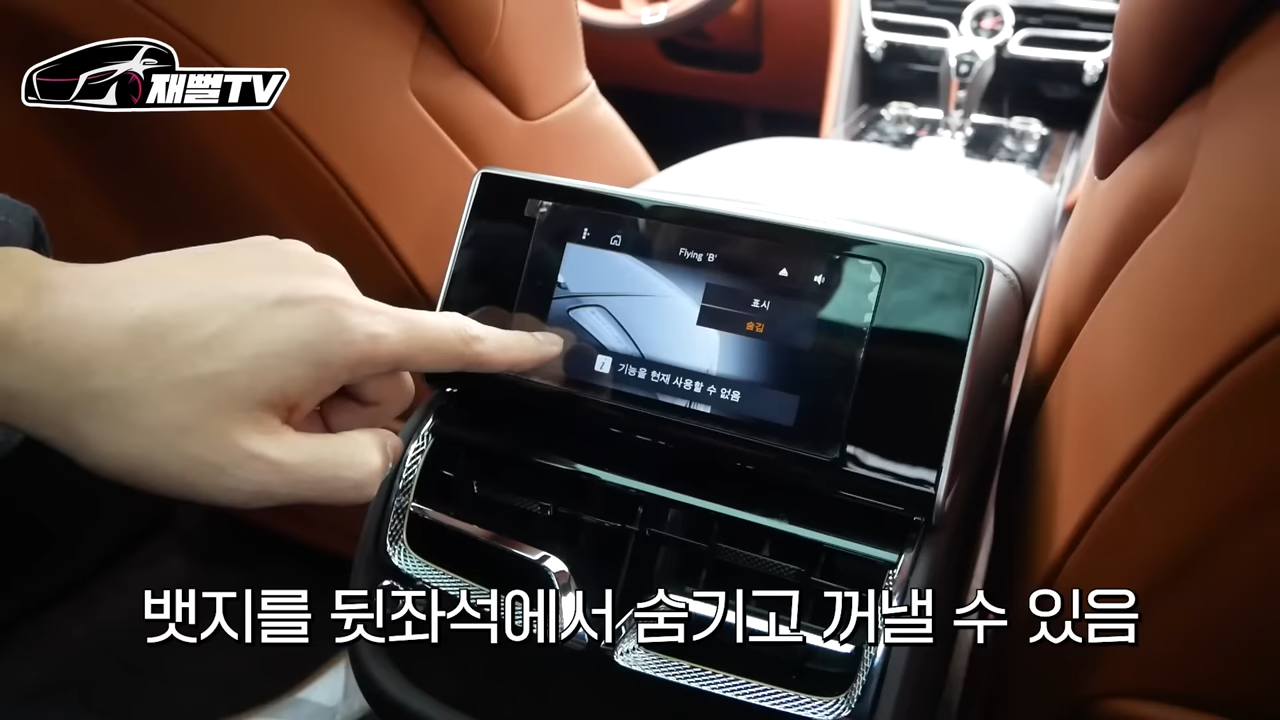 재뻘TV
Flying 'B'
표시
숨김
i 기능을 현재 사용할 수 없음
뱃지를 뒷좌석에서 숨기고 꺼낼 수 있음